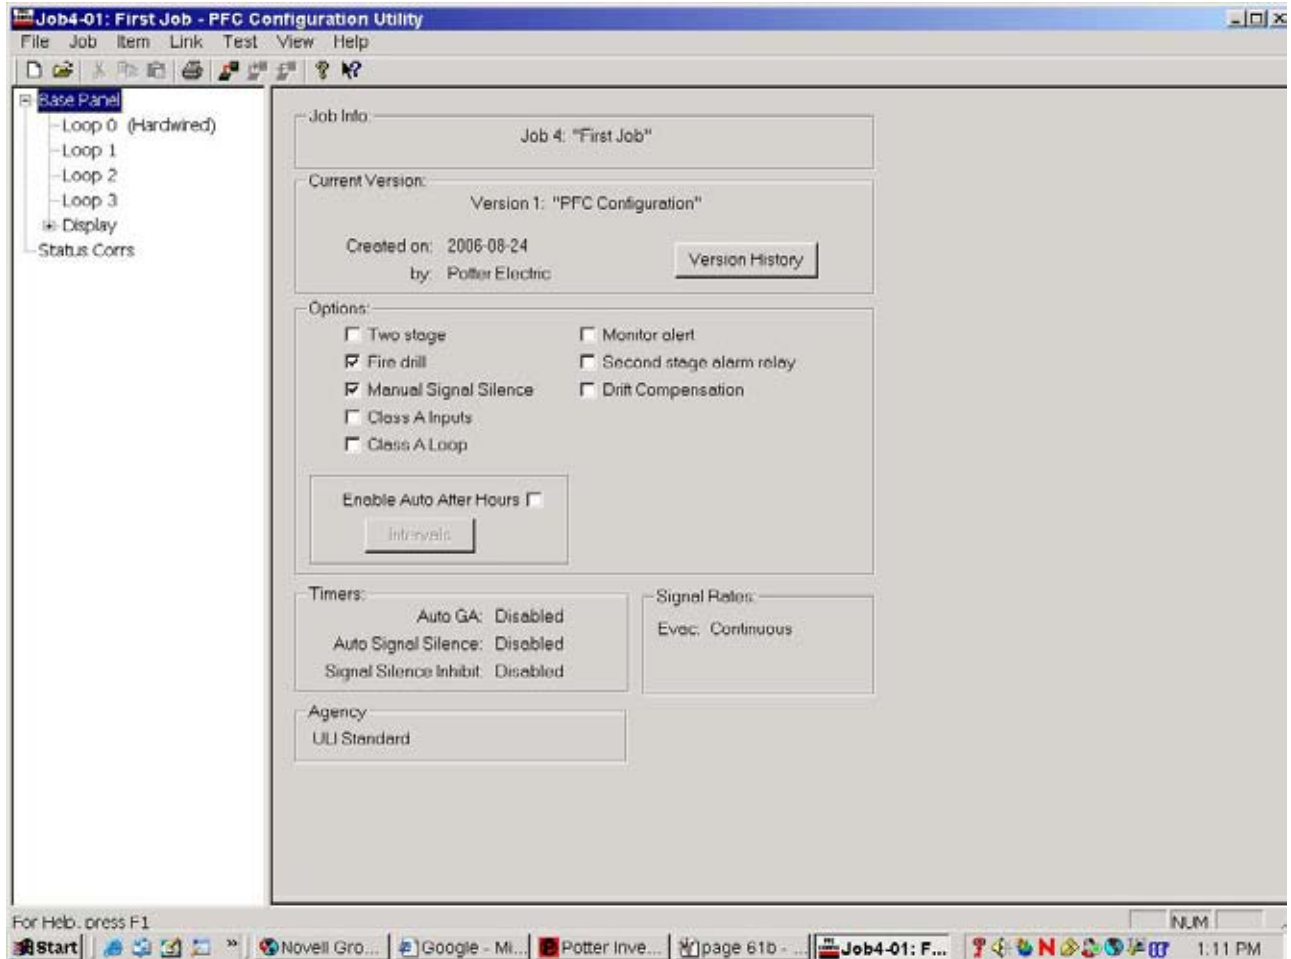 Job4-01: First Job - PFC Configuration Utility
File Job Item Link Test View Help
Base Panel
Loop 0 (Hardwired)
Loop 1
Loop 2
Loop 3
Display
Status Corrs
Job Info:
Job 4: "First Job"
Current Version:
Version 1: "PFC Configuration"
Created on: 2006-08-24
by: Potter Electric
Version History
Options:
Two stage
Monitor alert
Fire drill
Second stage alarm relay
Manual Signal Silence
Drift Compensation
Class A Inputs
Class A Loop
Enable Auto After Hours
Intervals
Timers:
Auto GA: Disabled
Auto Signal Silence: Disabled
Signal Silence Inhibit: Disabled
Signal Rates:
Evac: Continuous
Agency
ULI Standard
For Help, press F1
NUM
Start
»
Novell Gro...
Google - Mi...
Potter Inve...
page 61b - ...
Job4-01: F...
1:11 PM